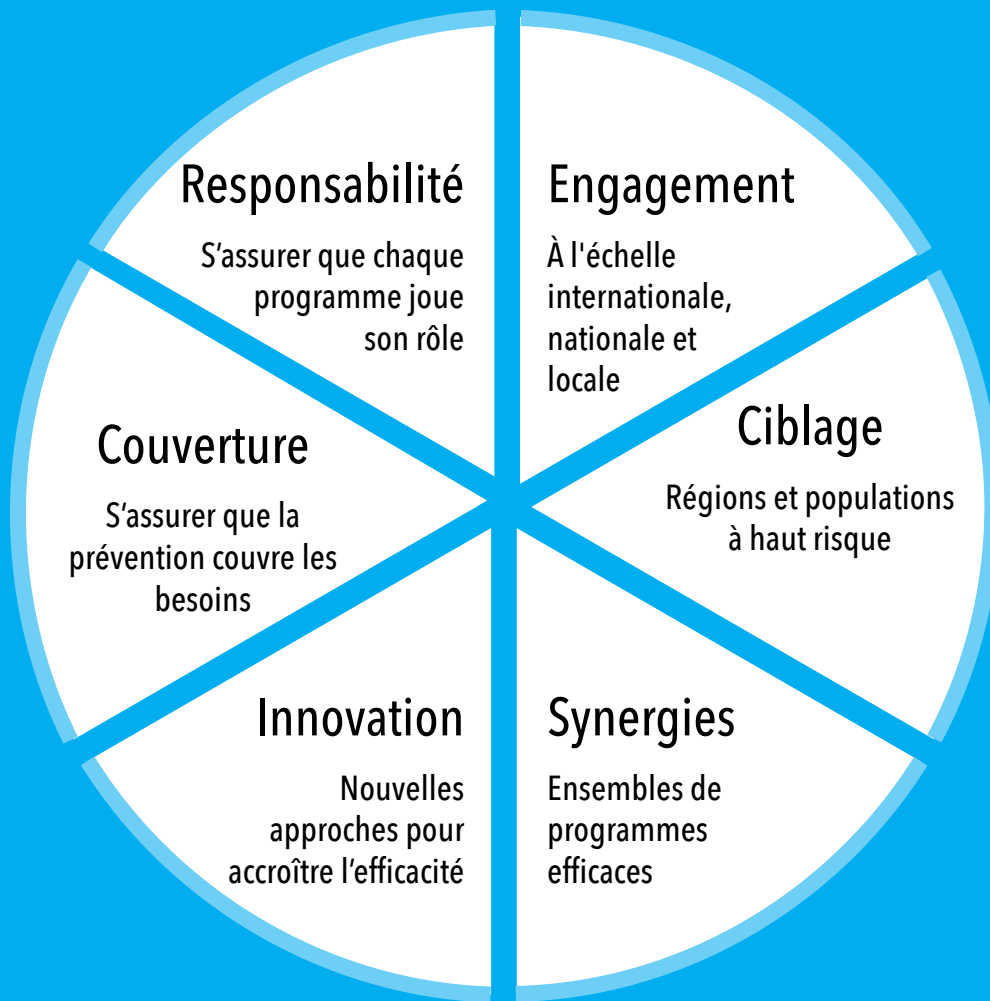 Responsabilité
S'assurer que chaque
programme joue
son rôle
Engagement
À l'échelle
internationale,
nationale et
locale
Ciblage
Régions et populations
à haut risque
Synergies
Ensembles de
programmes
efficaces
Innovation
Nouvelles
approches pour
accroître l'efficacité
Couverture
S'assurer que la
prévention couvre les
besoins